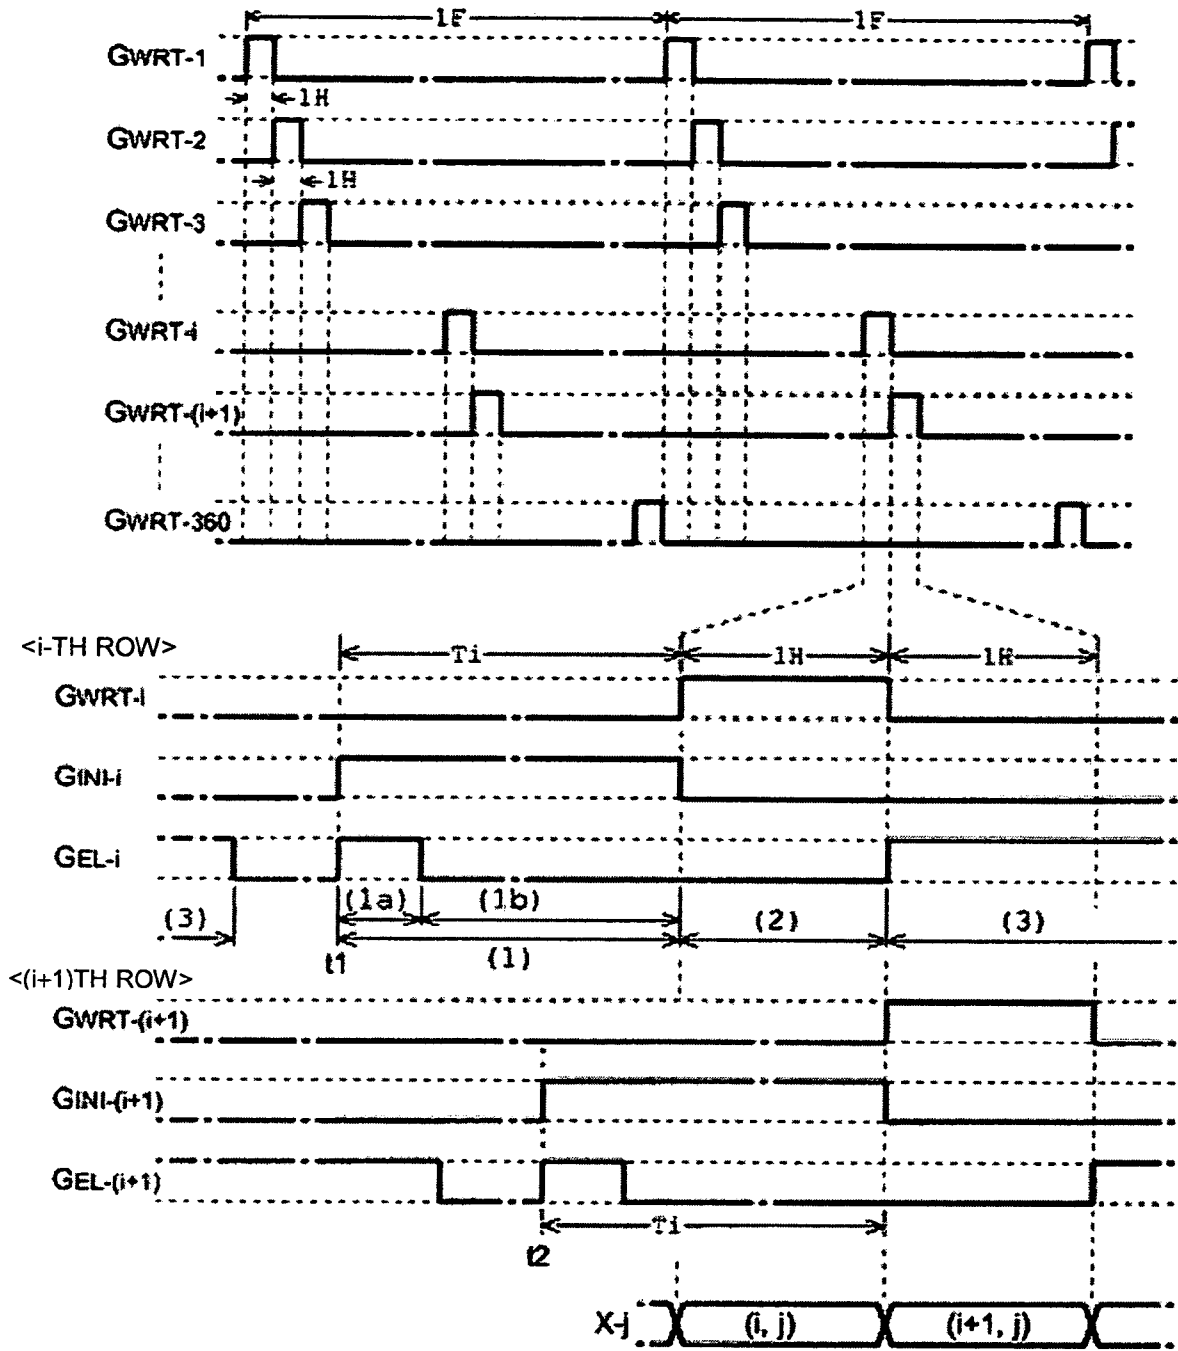 1F 1F
GWRT-1
1H
GWRT-2
1H
GWRT-3
GWRT-i
GWRT-(i+1)
GWRT-360
<i-TH ROW>
Ti 1H 1H
GWRT-i
GINI-i
GEL-i
(3) (1a) (1b) (2) (3)
t1 (1)
<(i+1)TH ROW>
GWRT-(i+1)
GINI-(i+1)
GEL-(i+1)
Ti
t2
X-j (i, j) (i+1, j)